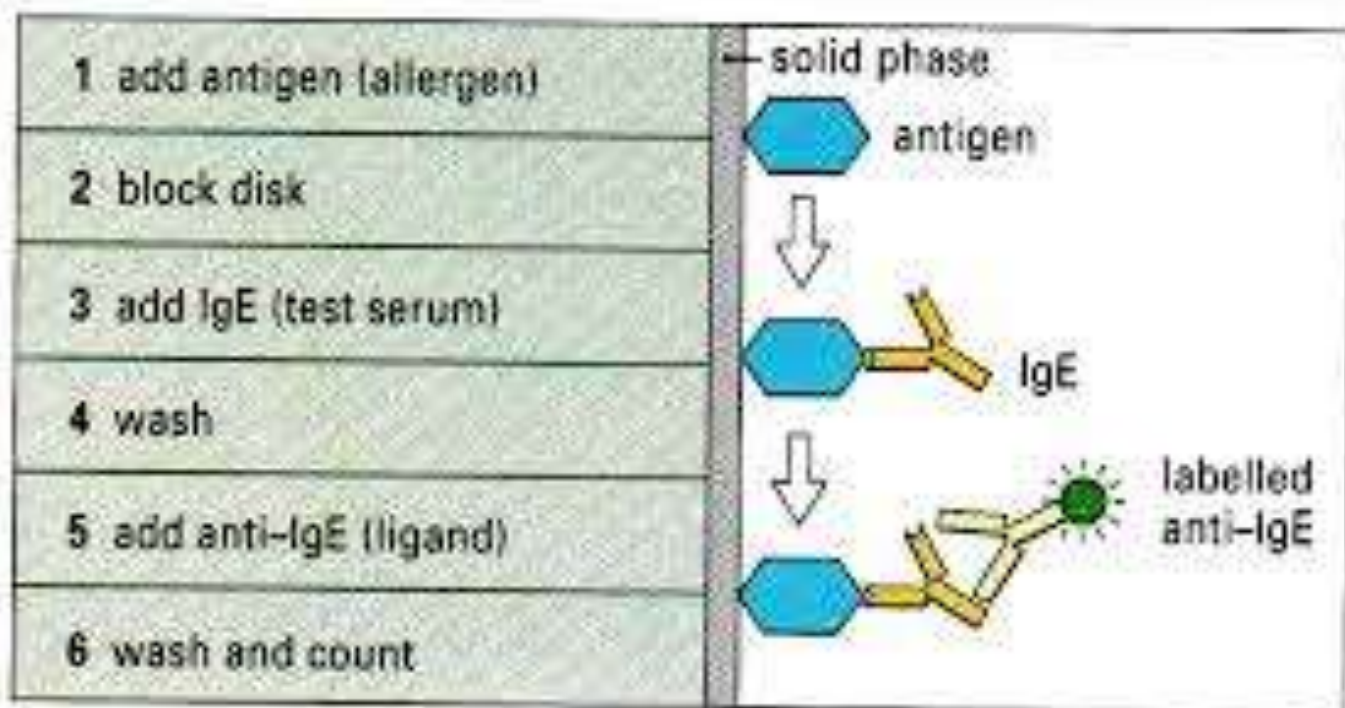 1 add antigen (allergen)
2 block disk
3 add IgE (test serum)
4 wash
5 add anti-IgE (ligand)
6 wash and count
solid phase
antigen
IgE
labelled
anti-IgE